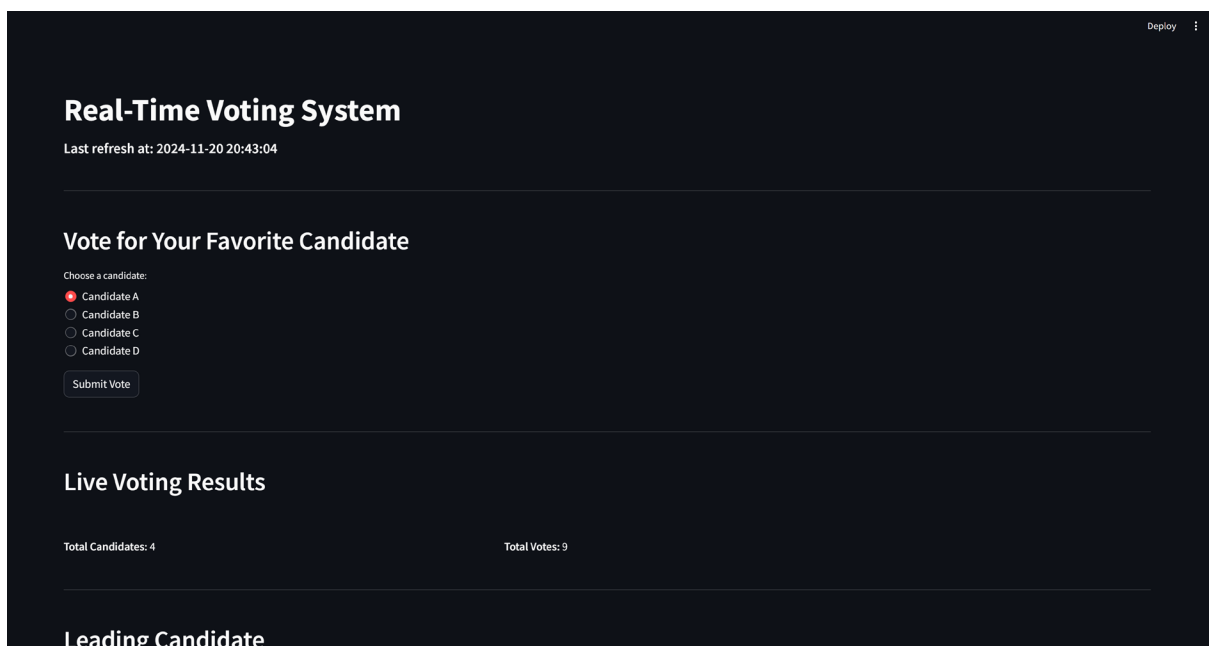 Deploy
Real-Time Voting System
Last refresh at: 2024-11-20 20:43:04
Vote for Your Favorite Candidate
Choose a candidate:
Candidate A
Candidate B
Candidate C
Candidate D
Submit Vote
Live Voting Results
Total Candidates: 4 Total Votes: 9
Leading Candidate